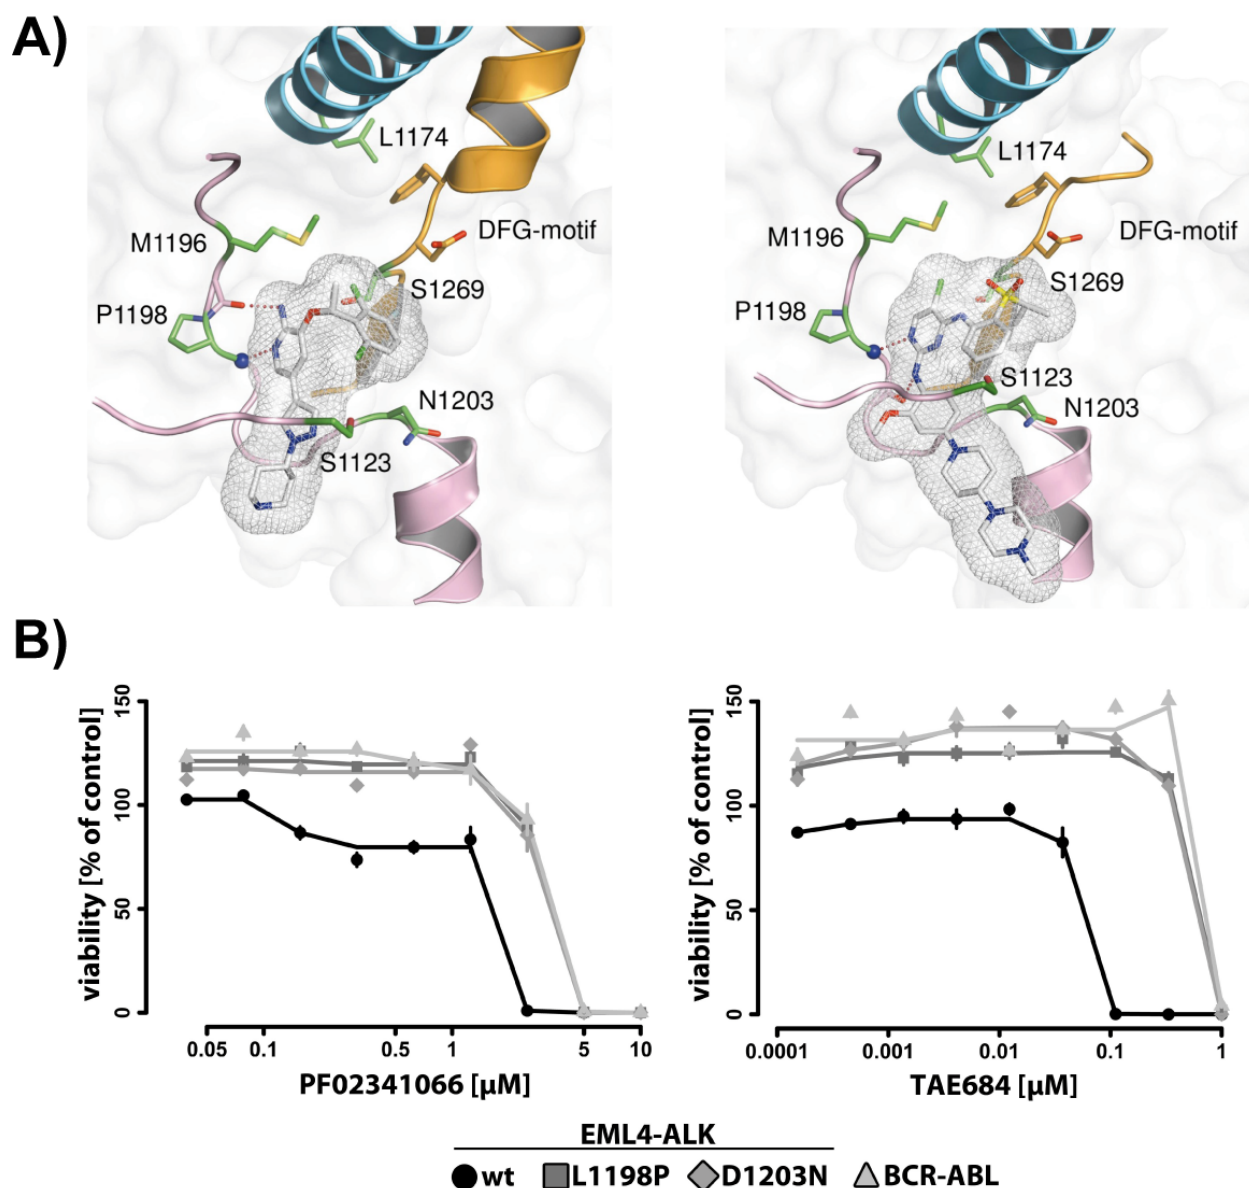 A)
L1174
M1196
DFG-motif
S1269
P1198
N1203
S1123
L1174
M1196
DFG-motif
S1269
P1198
S1123
N1203
B)
viability [% of control]
150
100
50
0
0.05 0.1 0.5 1 5 10
PF02341066 [µM]
viability [% of control]
150
100
50
0
0.0001 0.001 0.01 0.1 1
TAE684 [µM]
EML4-ALK
wt L1198P D1203N BCR-ABL